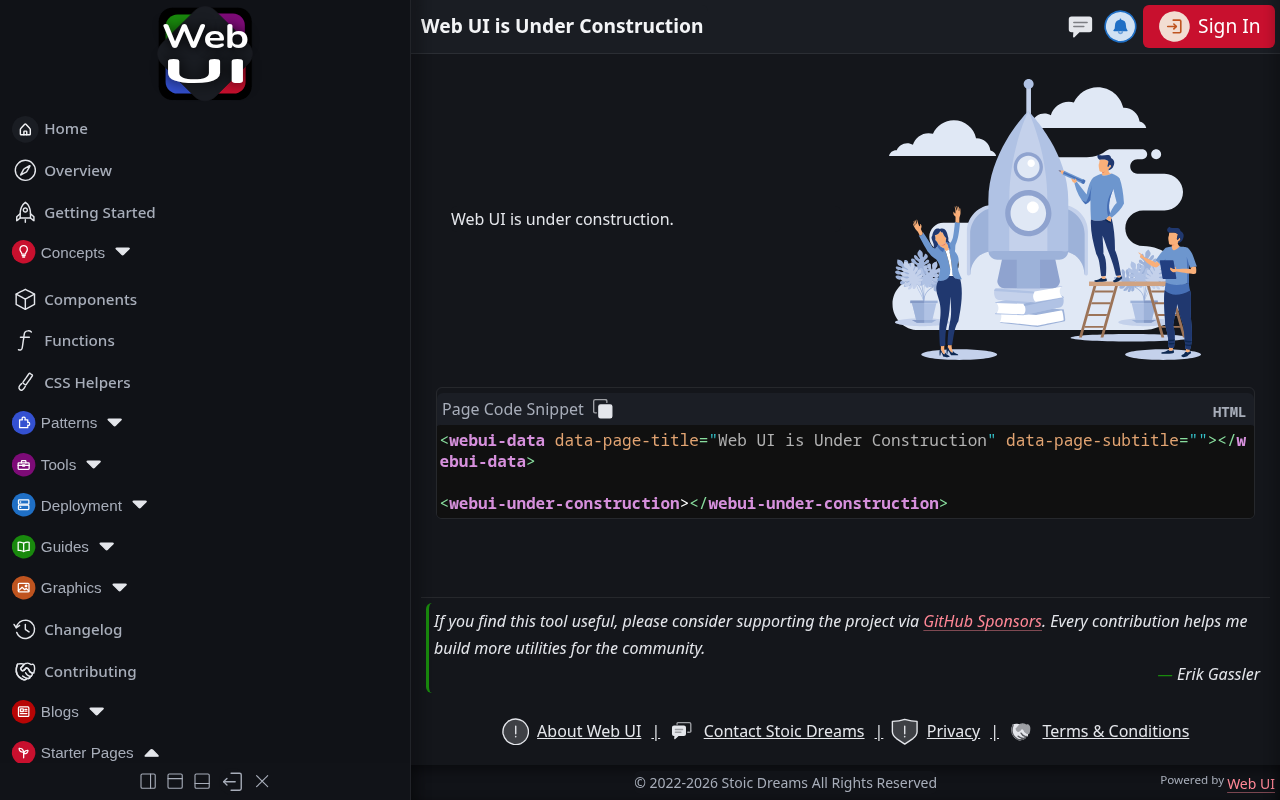 Web
UI
Home
Overview
Getting Started
Concepts
Components
Functions
CSS Helpers
Patterns
Tools
Deployment
Guides
Graphics
Changelog
Contributing
Blogs
Starter Pages
Web UI is Under Construction
Sign In
Web UI is under construction.
Page Code Snippet
HTML
<webui-data data-page-title="Web UI is Under Construction" data-page-subtitle=""></w
ebui-data>
<webui-under-construction></webui-under-construction>
If you find this tool useful, please consider supporting the project via GitHub Sponsors. Every contribution helps me
build more utilities for the community.
— Erik Gassler
About Web UI | Contact Stoic Dreams | Privacy | Terms & Conditions
© 2022-2026 Stoic Dreams All Rights Reserved
Powered by Web UI